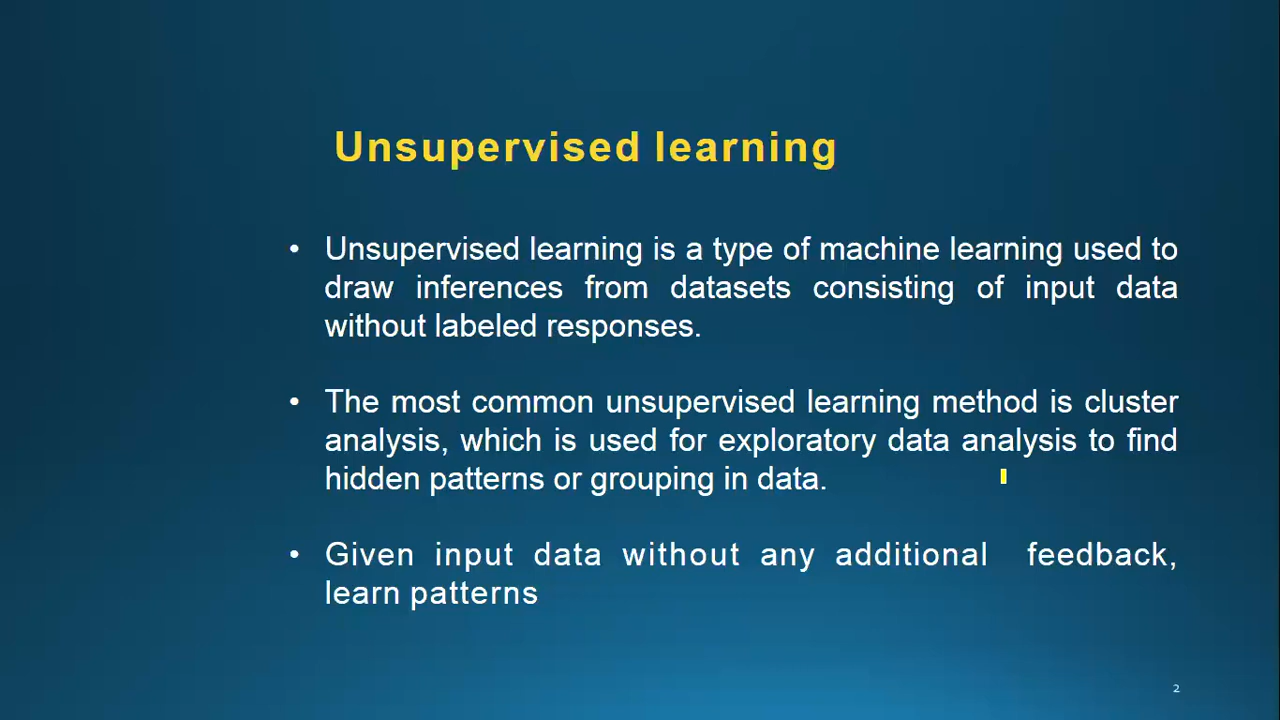 Unsupervised learning
• Unsupervised learning is a type of machine learning used to
draw inferences from datasets consisting of input data
without labeled responses.
• The most common unsupervised learning method is cluster
analysis, which is used for exploratory data analysis to find
hidden patterns or grouping in data.
• Given input data without any additional feedback,
learn patterns
2